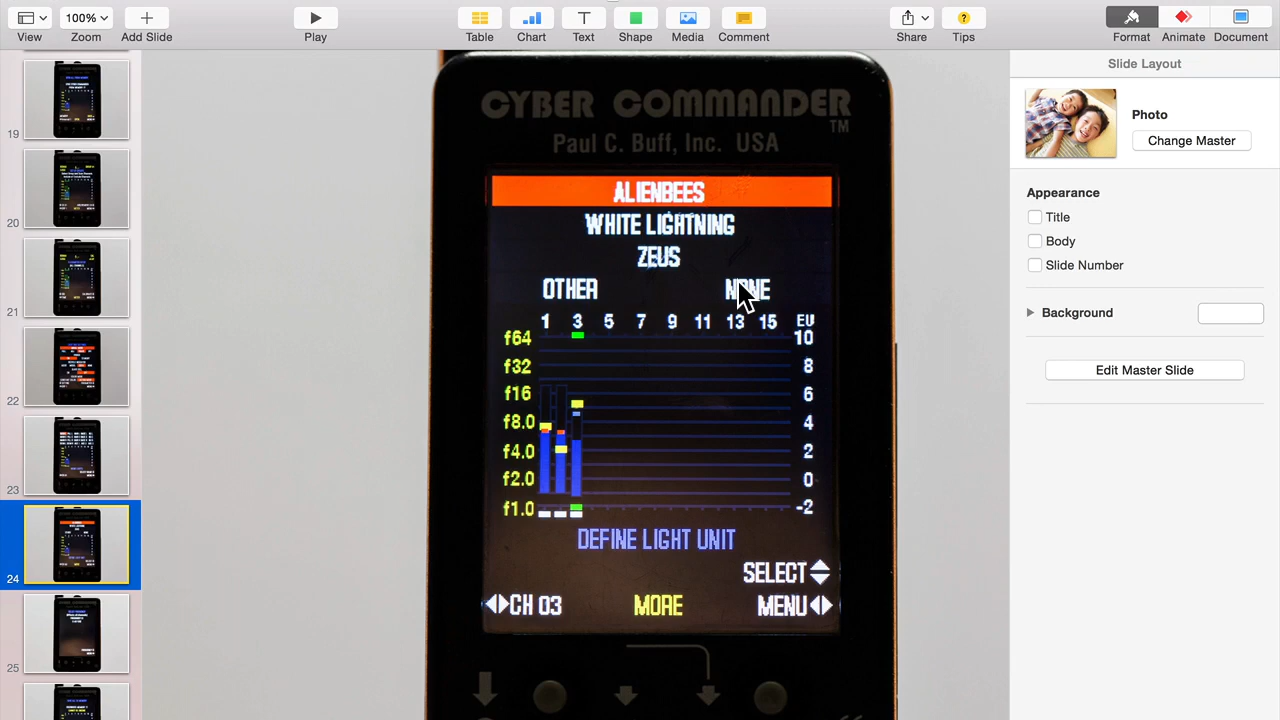 100%
View
Zoom
Add Slide
Play
Table
Chart
Text
Shape
Media
Comment
Share
Tips
Format
Animate
Document
Slide Layout
Photo
Change Master
Appearance
Title
Body
Slide Number
Background
Edit Master Slide
19
20
21
22
23
24
25
CYBER COMMANDER
TM
Paul C. Buff, Inc. USA
ALIENBEES
WHITE LIGHTNING
ZEUS
OTHER NONE
1 3 5 7 9 11 13 15 EU
f64 10
f32 8
f16 6
f8.0 4
f4.0 2
f2.0 0
f1.0 -2
DEFINE LIGHT UNIT
SELECT
CH 03 MORE MENU